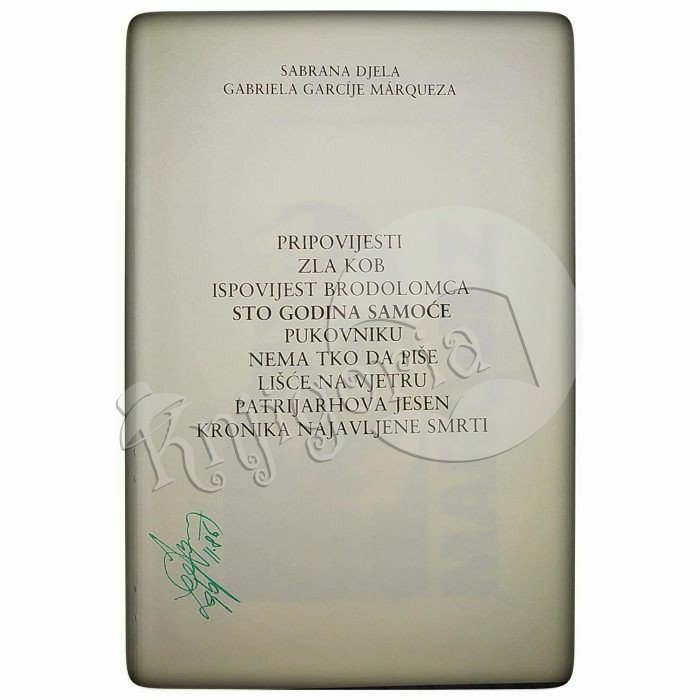 SABRANA DJELA
GABRIELA GARCÍJE MÁRQUEZA
PRIPOVIJESTI
ZLA KOB
ISPOVIJEST BRODOLOMCA
STO GODINA SAMOĆE
PUKOVNIKU
NEMA TKO DA PIŠE
LIŠĆE NA VJETRU
PATRIJARHOVA JESEN
KRONIKA NAJAVLJENE SMRTI
Knjigoria